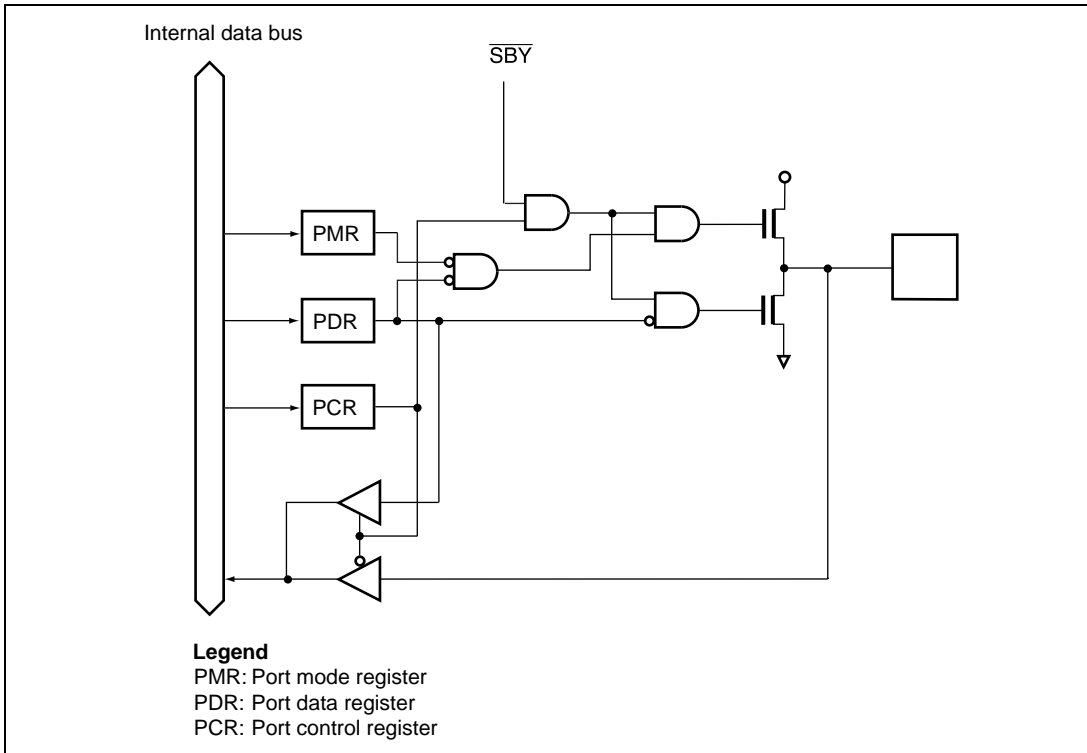 Internal data bus
SBY
PMR
PDR
PCR
Legend
PMR: Port mode register
PDR: Port data register
PCR: Port control register